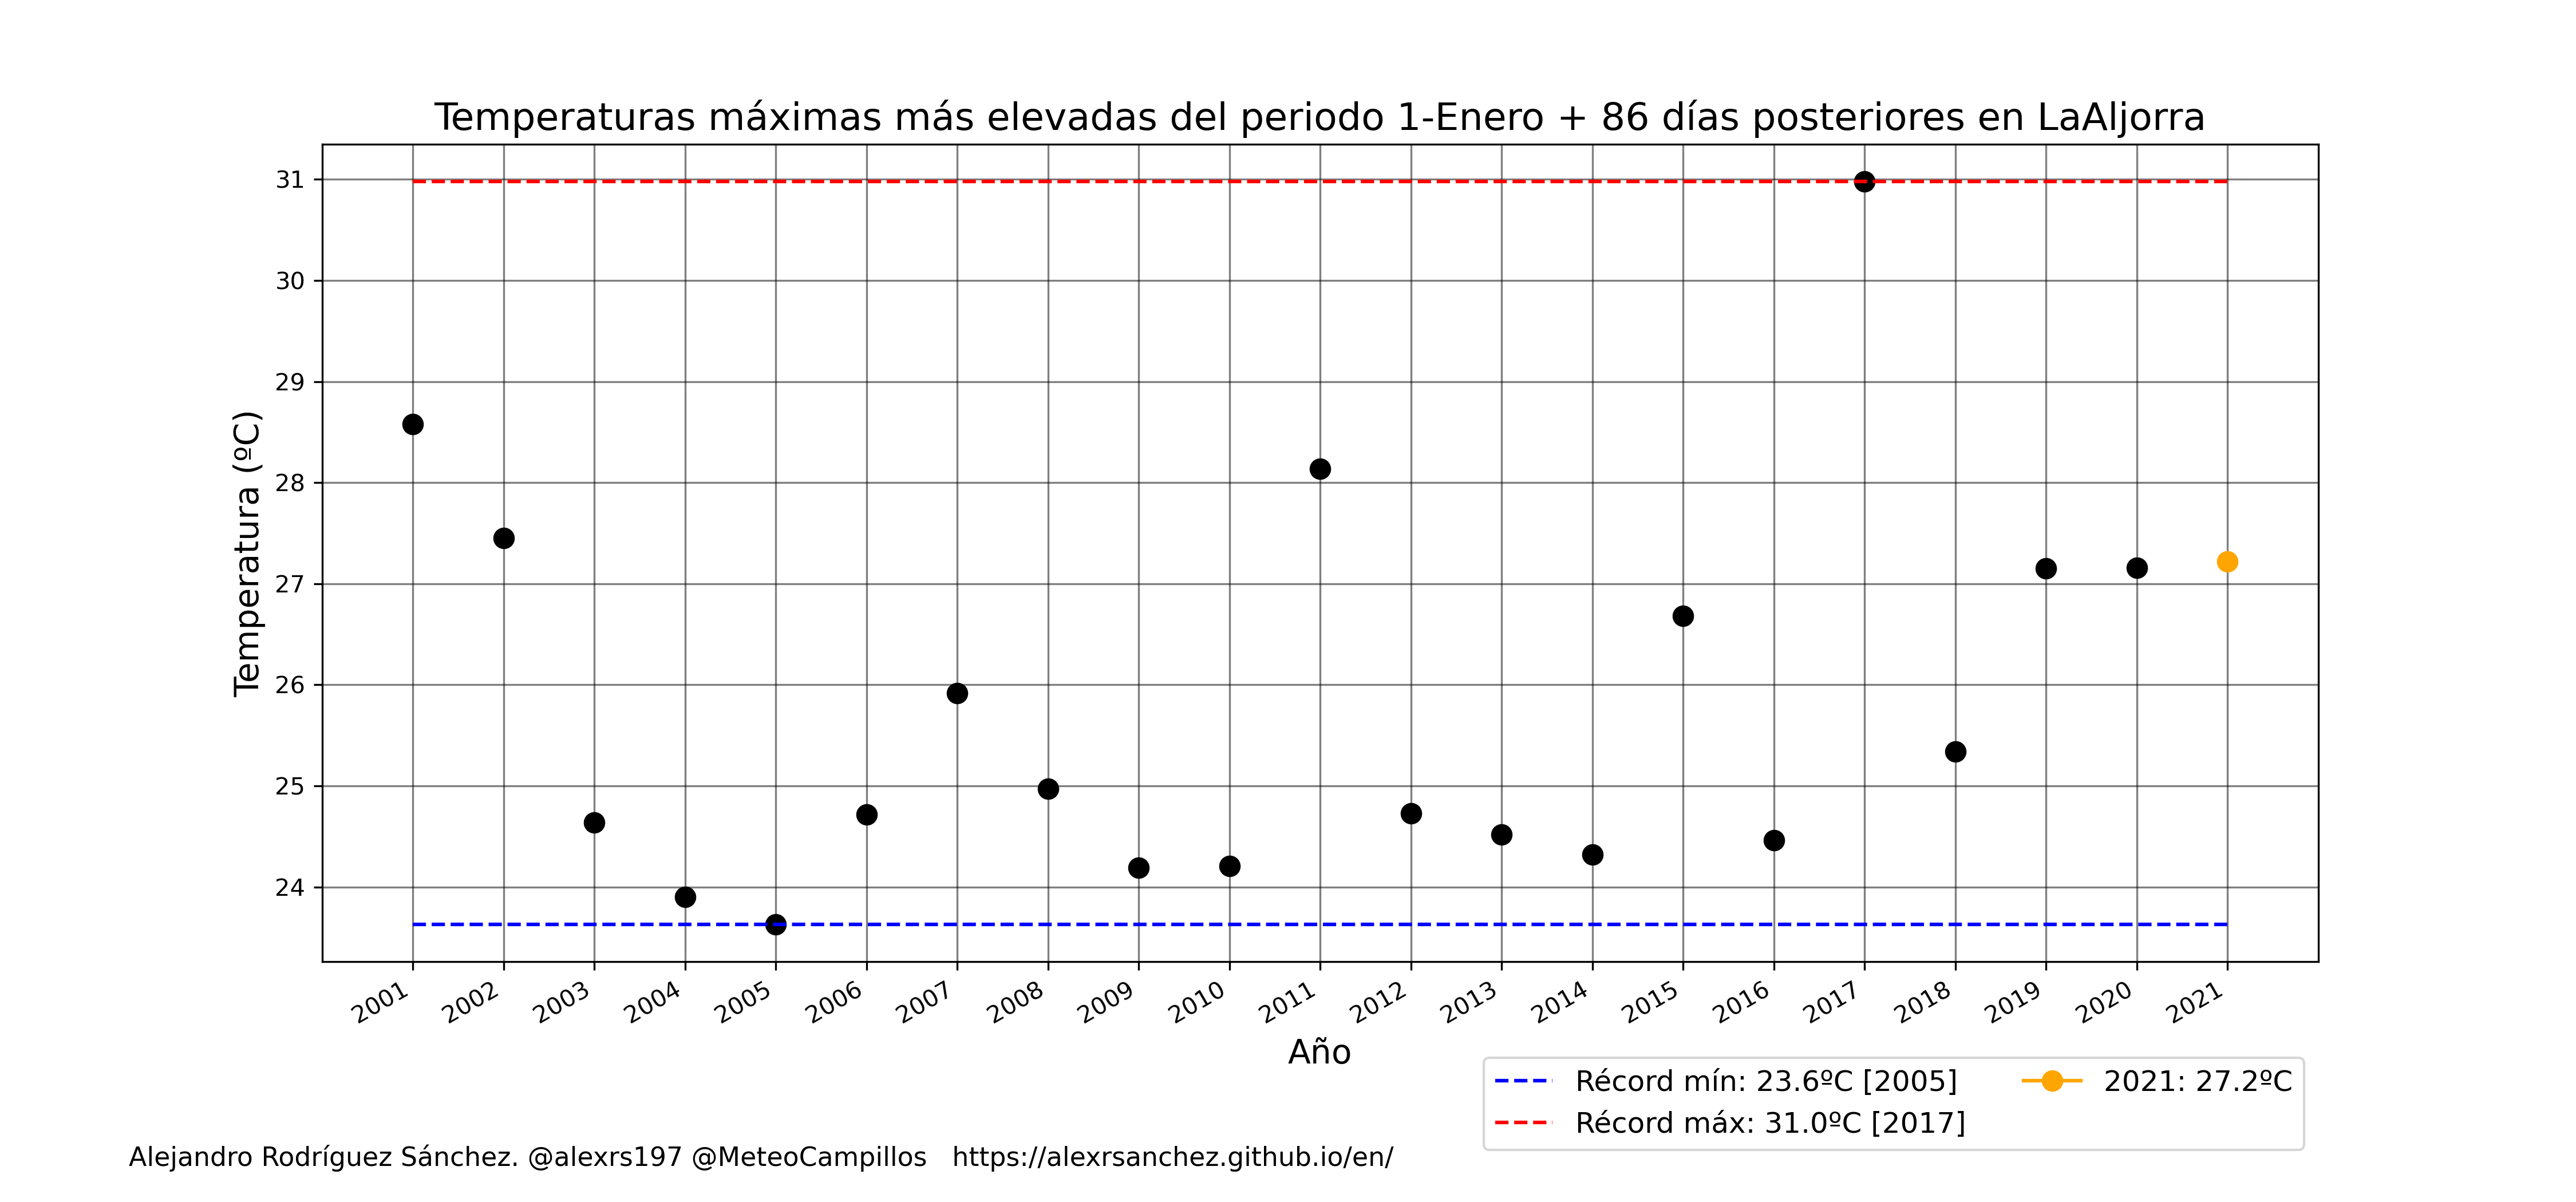 Temperaturas máximas más elevadas del periodo 1-Enero + 86 días posteriores en LaAljorra
Temperatura (ºC)
31
30
29
28
27
26
25
24
2001 2002 2003 2004 2005 2006 2007 2008 2009 2010 2011 2012 2013 2014 2015 2016 2017 2018 2019 2020 2021
Año
Récord mín: 23.6ºC [2005]
Récord máx: 31.0ºC [2017]
2021: 27.2ºC
Alejandro Rodríguez Sánchez. @alexrs197 @MeteoCampillos https://alexrsanchez.github.io/en/